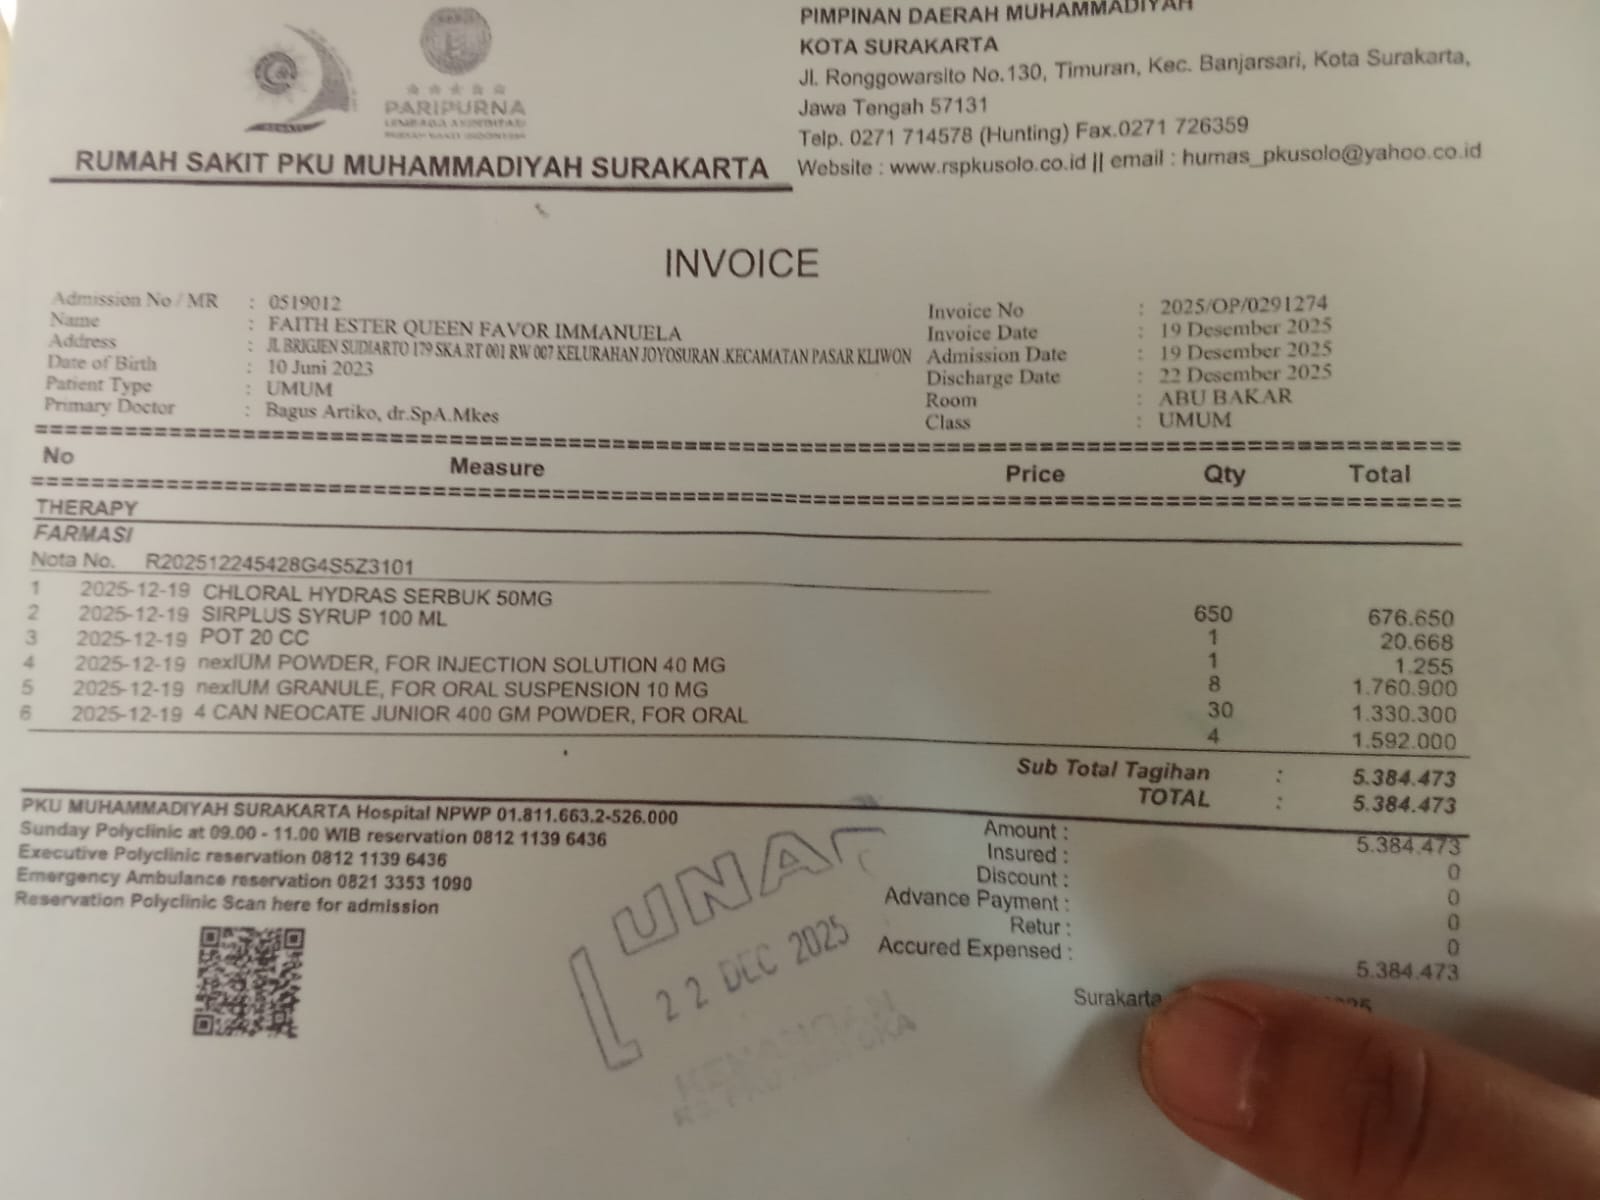 PARIPURNA
RUMAH SAKIT PKU MUHAMMADIYAH SURAKARTA
PIMPINAN DAERAH MUHAMMADIYAH
KOTA SURAKARTA
Jl. Ronggowarsito No.130, Timuran, Kec. Banjarsari, Kota Surakarta,
Jawa Tengah 57131
Telp. 0271 714578 (Hunting) Fax.0271 726359
Website : www.rspkusolo.co.id || email : humas_pkusolo@yahoo.co.id
INVOICE
Admission No / MR : 0519012
Name : FAITH ESTER QUEEN FAVOR IMMANUELA
Address : JL BRIGJEN SUDIARTO 179 SKA.RT 001 RW 007 KELURAHAN JOYOSURAN .KECAMATAN PASAR KLIWON
Date of Birth : 10 Juni 2023
Patient Type : UMUM
Primary Doctor : Bagus Artiko, dr.SpA.Mkes
Invoice No : 2025/OP/0291274
Invoice Date : 19 Desember 2025
Admission Date : 19 Desember 2025
Discharge Date : 22 Desember 2025
Room : ABU BAKAR
Class : UMUM
No Measure Price Qty Total
THERAPY
FARMASI
Nota No. R202512245428G4S5Z3101
1 2025-12-19 CHLORAL HYDRAS SERBUK 50MG 650 676.650
2 2025-12-19 SIRPLUS SYRUP 100 ML 1 20.668
3 2025-12-19 POT 20 CC 1 1.255
4 2025-12-19 nexIUM POWDER, FOR INJECTION SOLUTION 40 MG 8 1.760.900
5 2025-12-19 nexIUM GRANULE, FOR ORAL SUSPENSION 10 MG 30 1.330.300
6 2025-12-19 4 CAN NEOCATE JUNIOR 400 GM POWDER, FOR ORAL 4 1.592.000
Sub Total Tagihan : 5.384.473
TOTAL : 5.384.473
PKU MUHAMMADIYAH SURAKARTA Hospital NPWP 01.811.663.2-526.000
Sunday Polyclinic at 09.00 - 11.00 WIB reservation 0812 1139 6436
Executive Polyclinic reservation 0812 1139 6436
Emergency Ambulance reservation 0821 3353 1090
Reservation Polyclinic Scan here for admission
Amount : 5.384.473
Insured : 0
Discount : 0
Advance Payment : 0
Retur : 0
Accured Expensed : 5.384.473
LUNA
22 DEC 2025
KEUANGAN
Surakarta